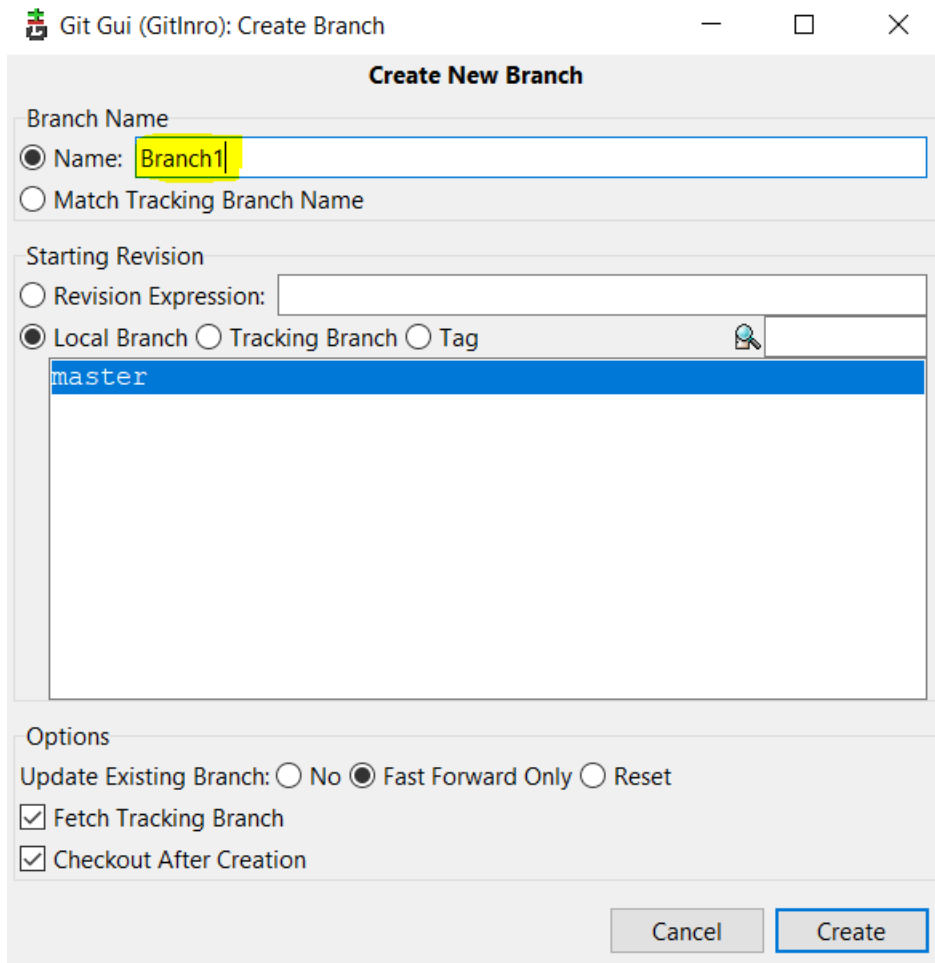 Git Gui (GitInro): Create Branch
Create New Branch
Branch Name
Name: Branch1
Match Tracking Branch Name
Starting Revision
Revision Expression:
Local Branch Tracking Branch Tag
master
Options
Update Existing Branch: No Fast Forward Only Reset
Fetch Tracking Branch
Checkout After Creation
Cancel Create